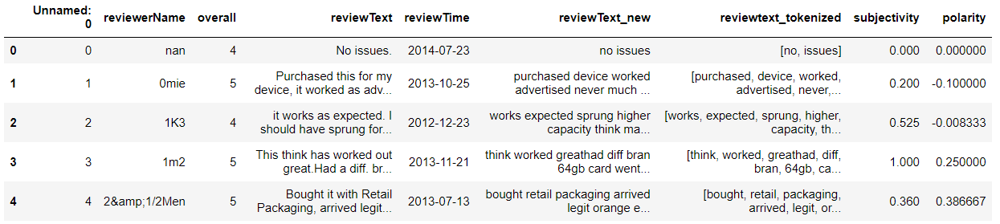 Unnamed: 0 reviewerName overall reviewText reviewTime reviewText_new reviewtext_tokenized subjectivity polarity
0 0 nan 4 No issues. 2014-07-23 no issues [no, issues] 0.000 0.000000
1 1 0mie 5 Purchased this for my device, it worked as adv... 2013-10-25 purchased device worked advertised never much ... [purchased, device, worked, advertised, never,... 0.200 -0.100000
2 2 1K3 4 it works as expected. I should have sprung for... 2012-12-23 works expected sprung higher capacity think ma... [works, expected, sprung, higher, capacity, th... 0.525 -0.008333
3 3 1m2 5 This think has worked out great.Had a diff. br... 2013-11-21 think worked greathad diff bran 64gb card went... [think, worked, greathad, diff, bran, 64gb, ca... 1.000 0.250000
4 4 2&amp;1/2Men 5 Bought it with Retail Packaging, arrived legit... 2013-07-13 bought retail packaging arrived legit orange e... [bought, retail, packaging, arrived, legit, or... 0.360 0.386667